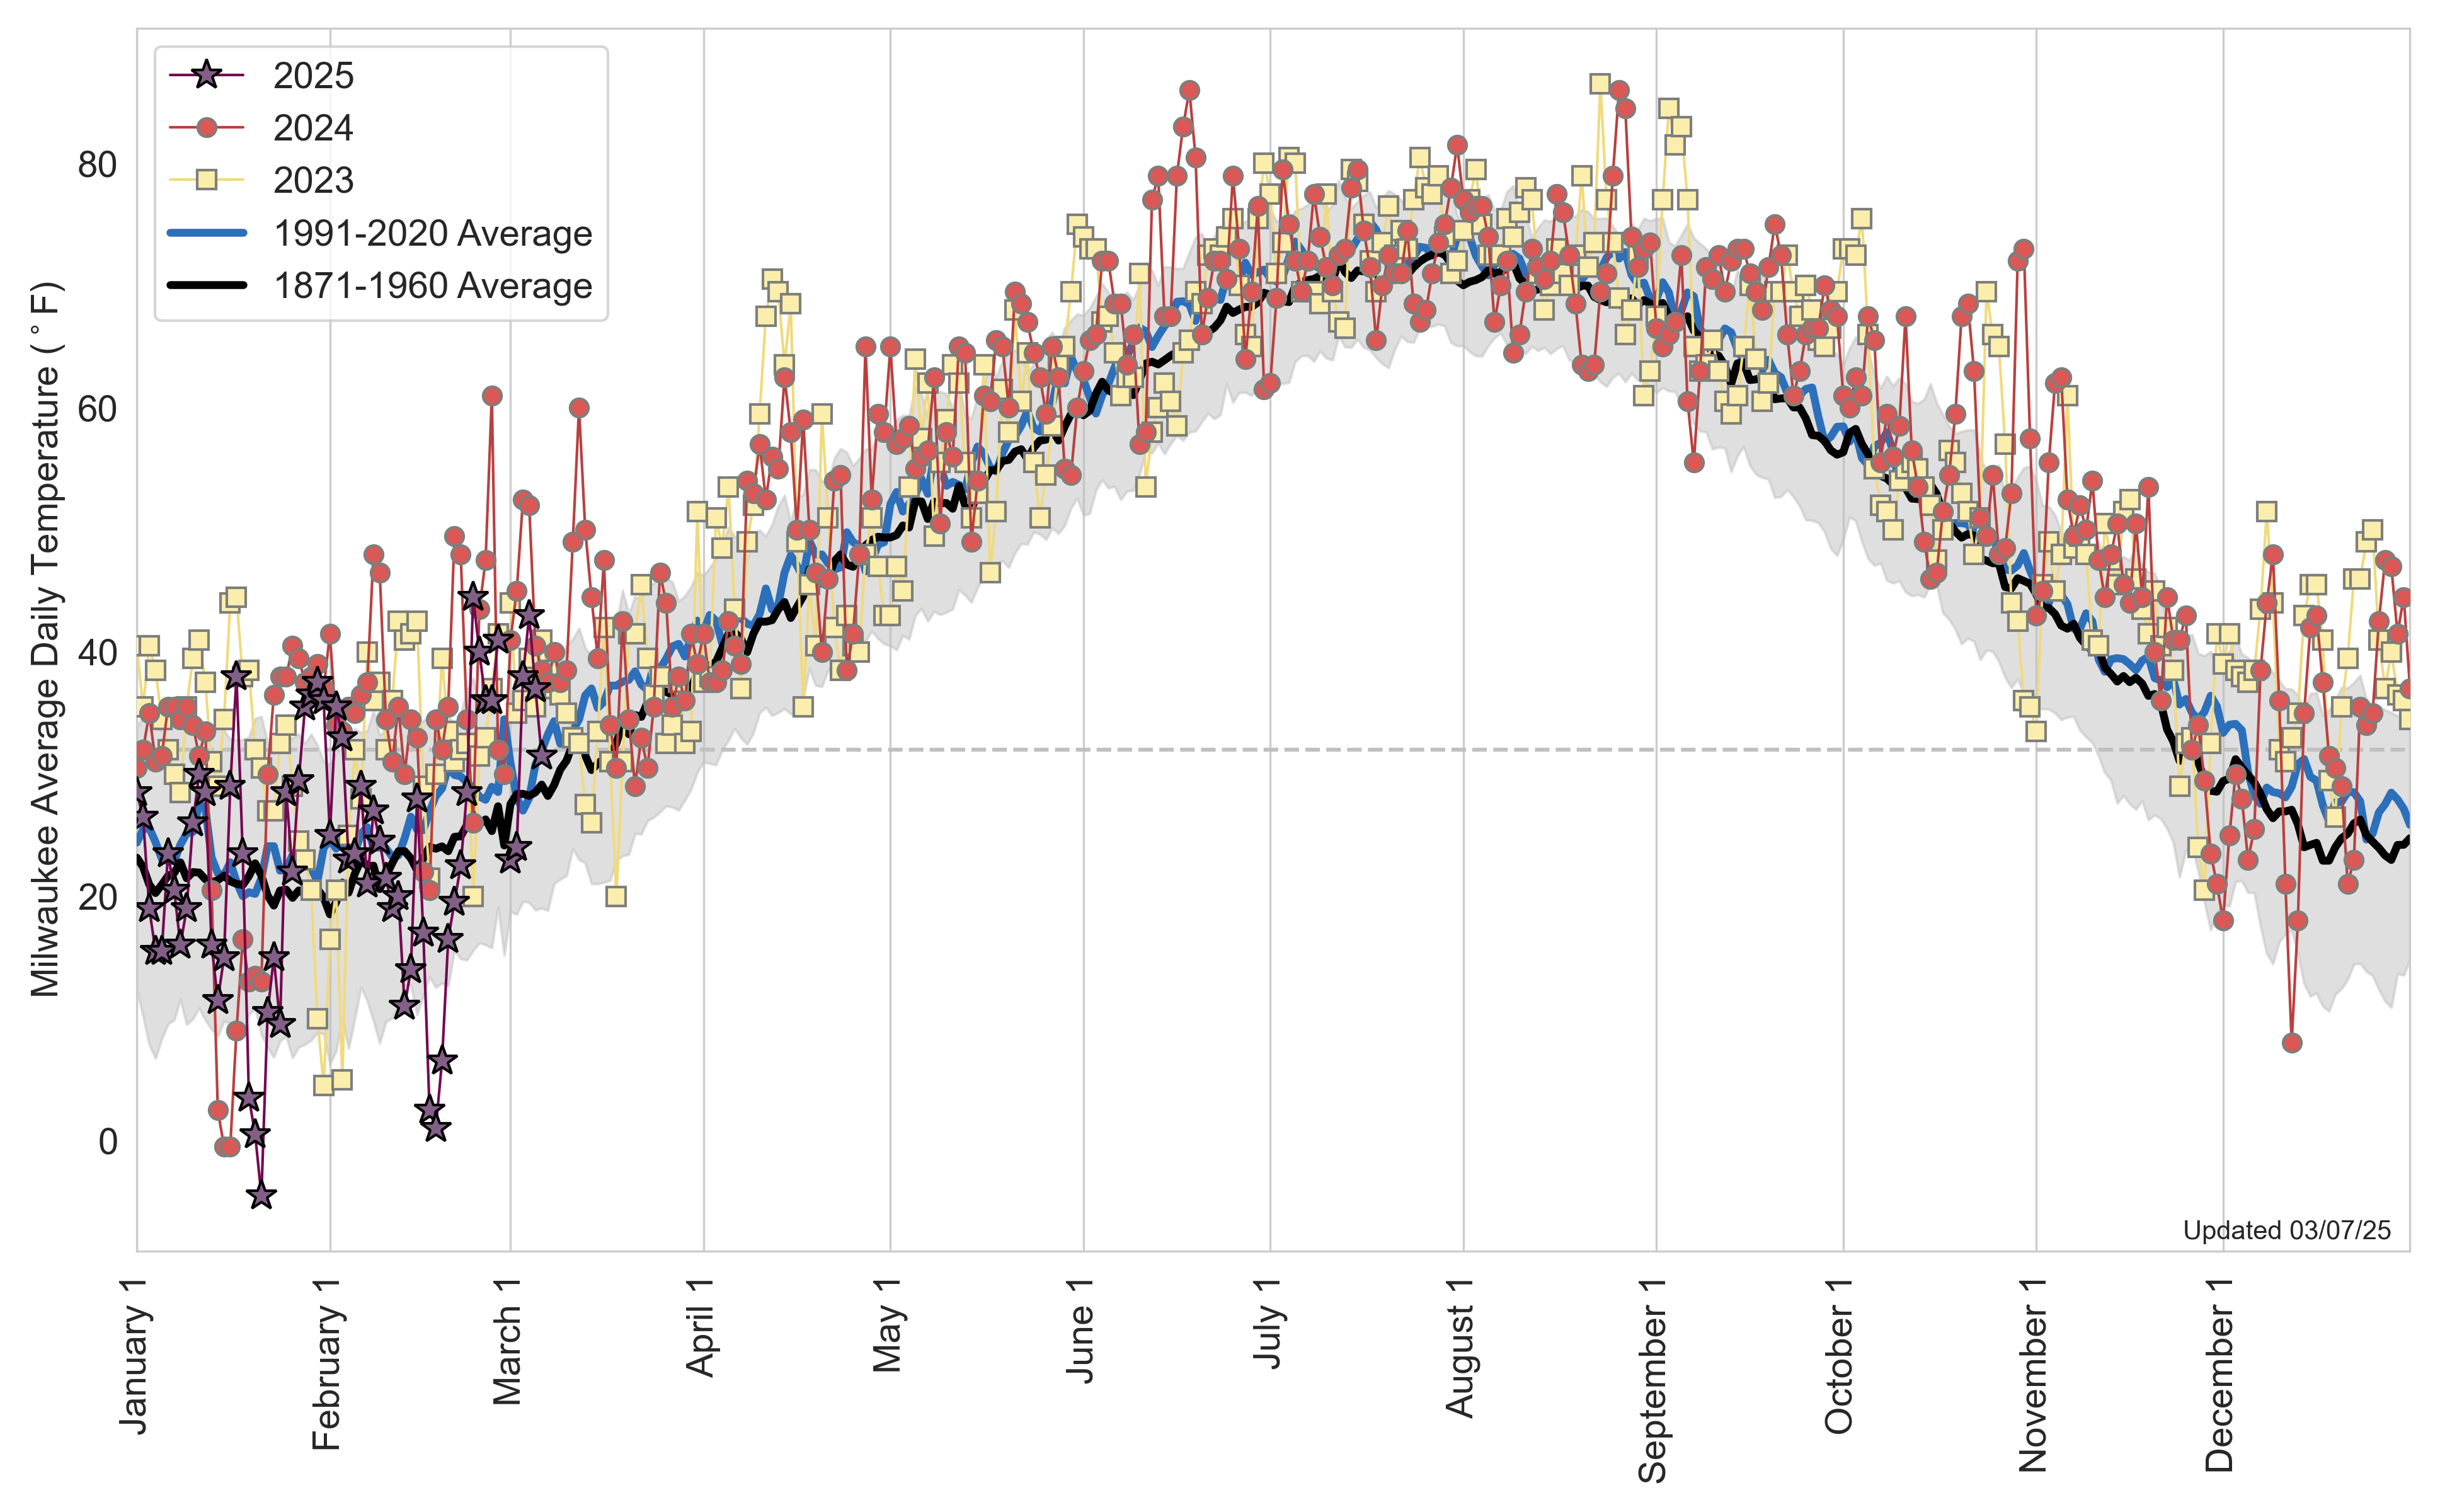 2025
2024
2023
1991-2020 Average
1871-1960 Average
Milwaukee Average Daily Temperature (°F)
80
60
40
20
0
Updated 03/07/25
January 1
February 1
March 1
April 1
May 1
June 1
July 1
August 1
September 1
October 1
November 1
December 1